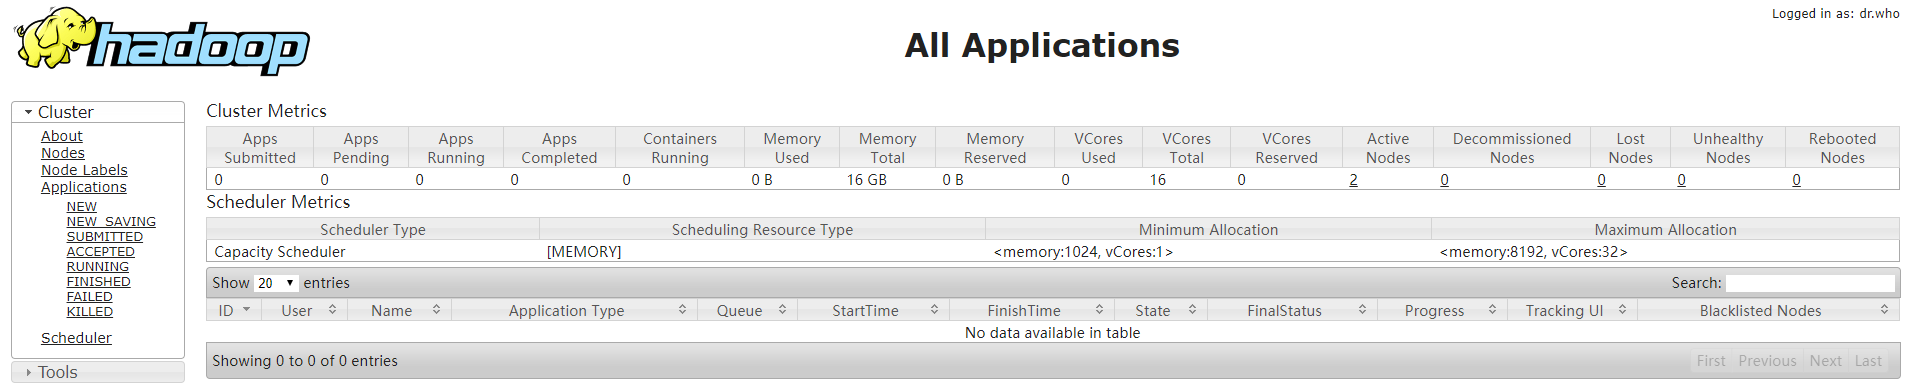 hadoop
Logged in as: dr.who
All Applications
Cluster
About
Nodes
Node Labels
Applications
NEW
NEW_SAVING
SUBMITTED
ACCEPTED
RUNNING
FINISHED
FAILED
KILLED
Scheduler
Tools
Cluster Metrics
Apps Submitted Apps Pending Apps Running Apps Completed Containers Running Memory Used Memory Total Memory Reserved VCores Used VCores Total VCores Reserved Active Nodes Decommissioned Nodes Lost Nodes Unhealthy Nodes Rebooted Nodes
0 0 0 0 0 0 B 16 GB 0 B 0 16 0 2 0 0 0 0
Scheduler Metrics
Scheduler Type Scheduling Resource Type Minimum Allocation Maximum Allocation
Capacity Scheduler [MEMORY] <memory:1024, vCores:1> <memory:8192, vCores:32>
Show 20 entries Search:
ID User Name Application Type Queue StartTime FinishTime State FinalStatus Progress Tracking UI Blacklisted Nodes
No data available in table
Showing 0 to 0 of 0 entries First Previous Next Last